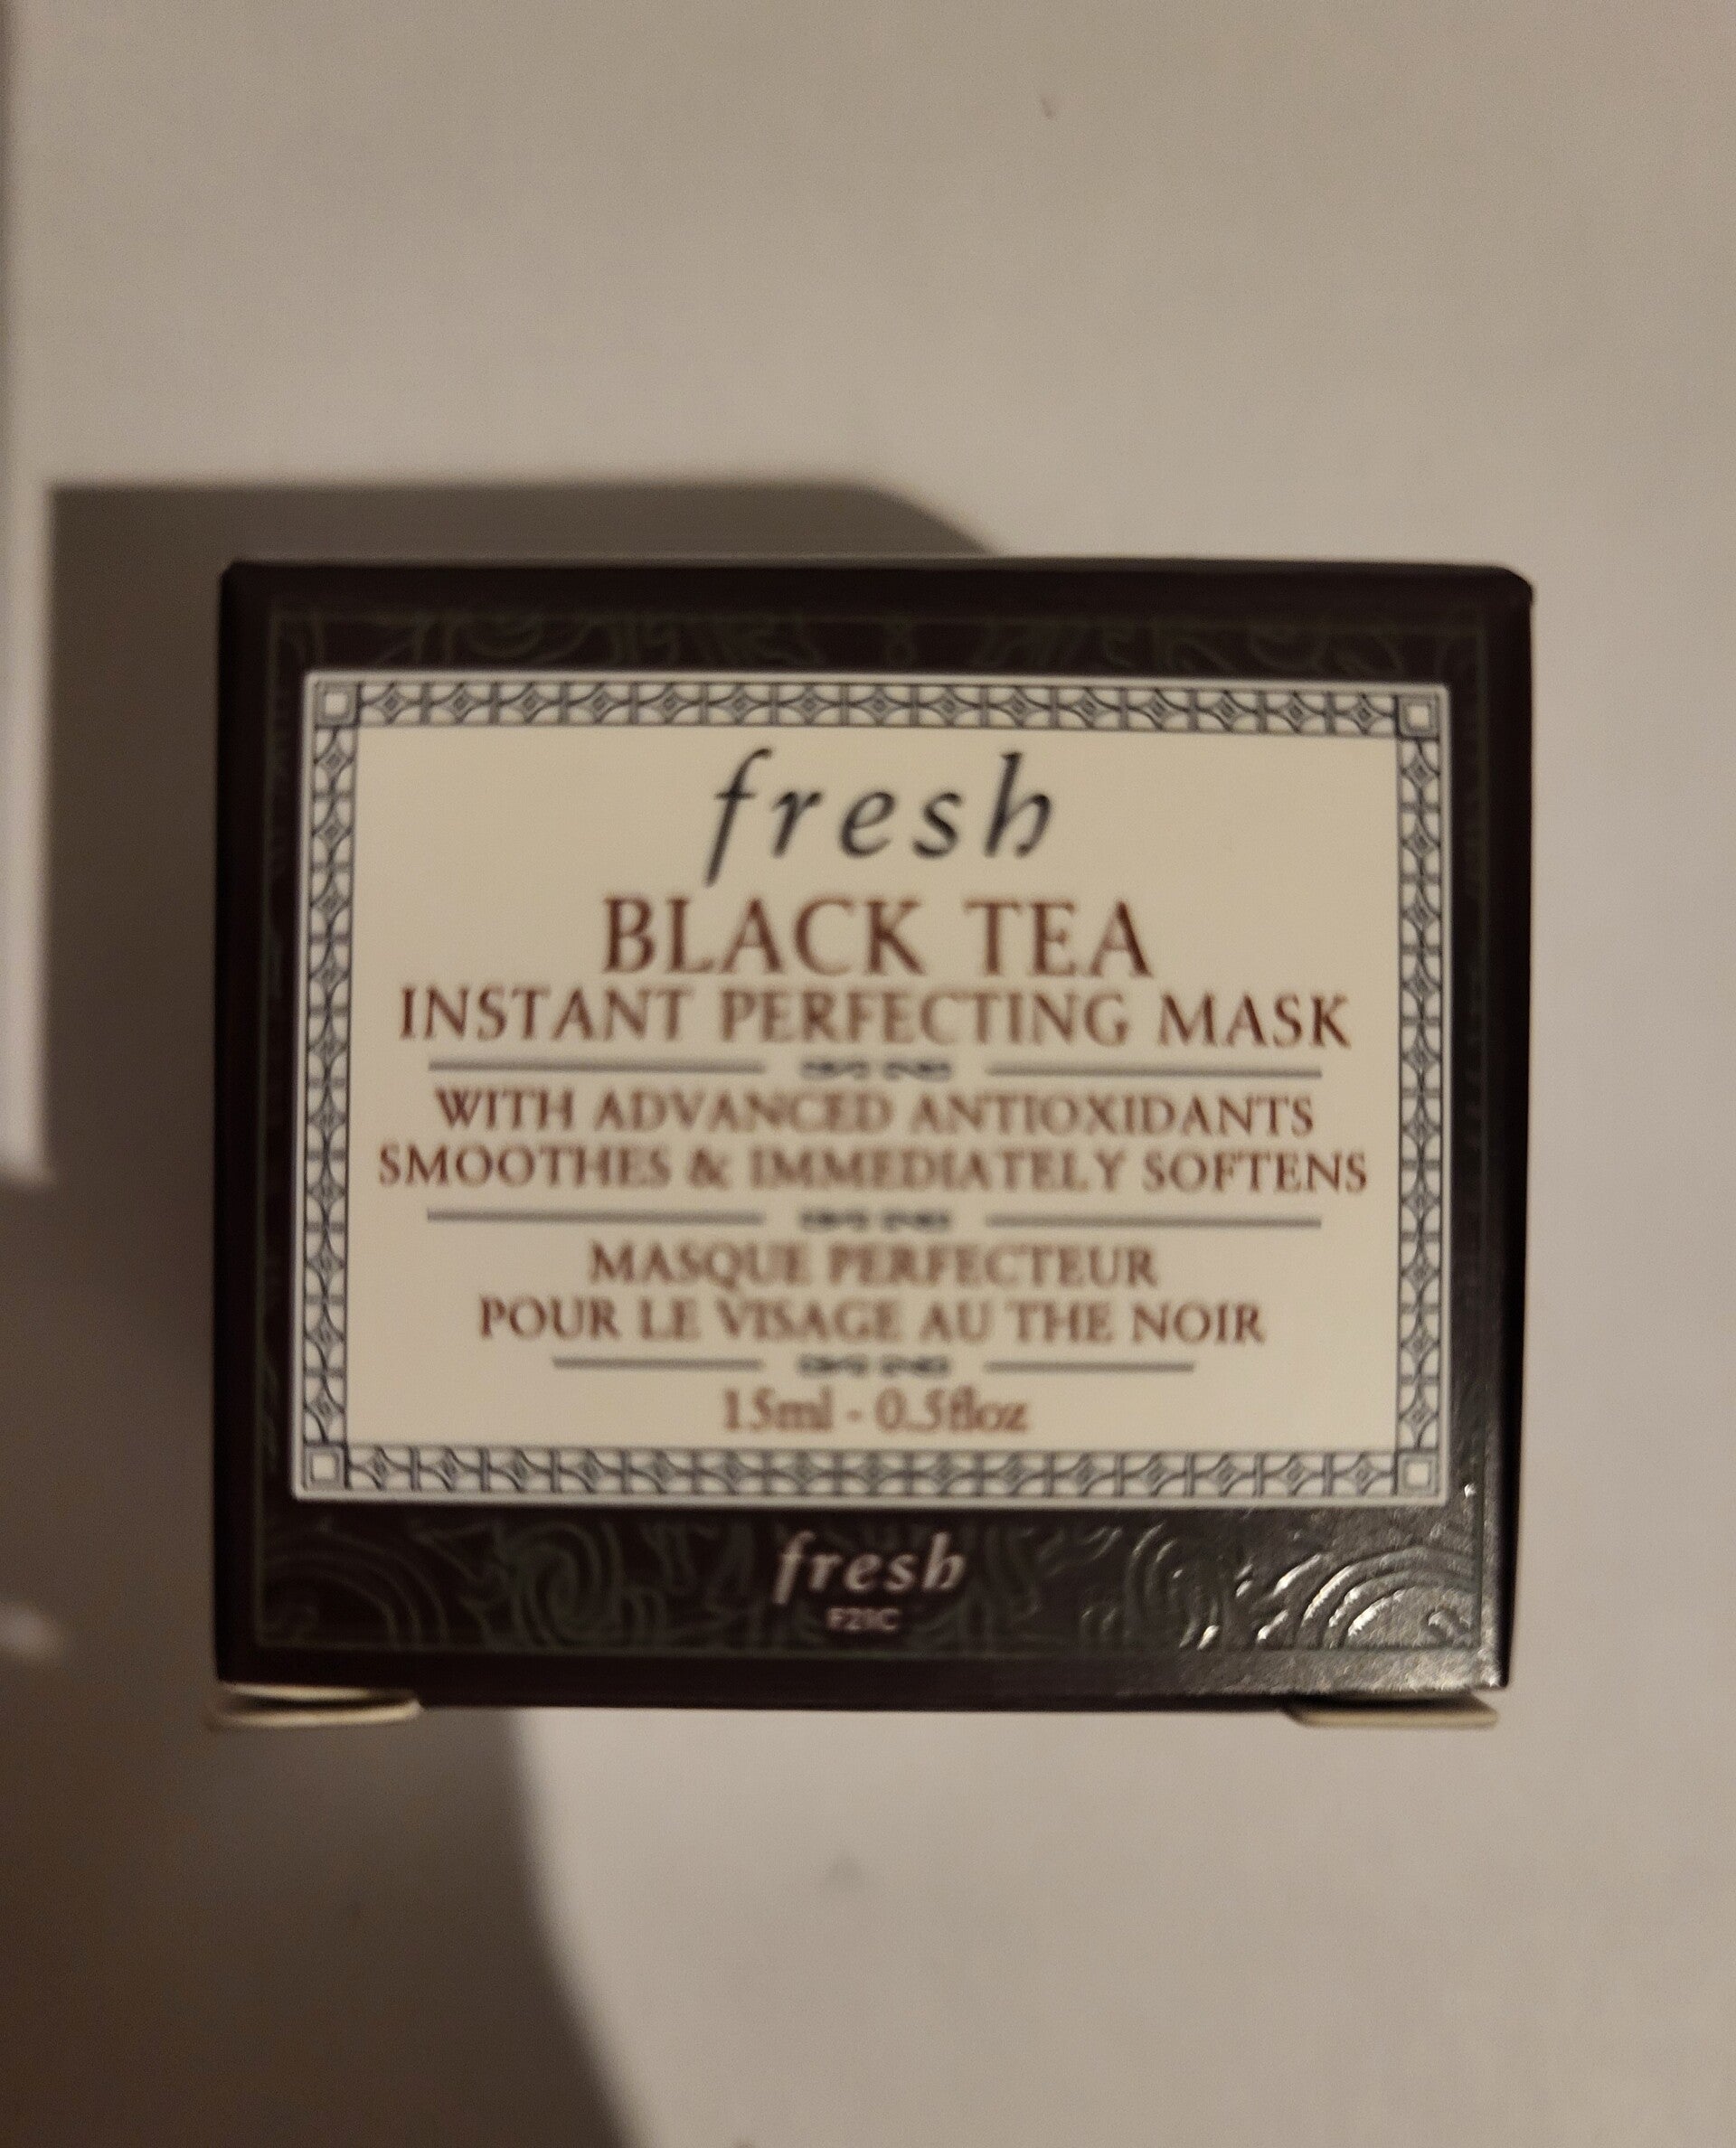 fresh
BLACK TEA
INSTANT PERFECTING MASK
WITH ADVANCED ANTIOXIDANTS
SMOOTHES & IMMEDIATELY SOFTENS
MASQUE PERFECTEUR
POUR LE VISAGE AU THE NOIR
15ml - 0.5floz
fresh